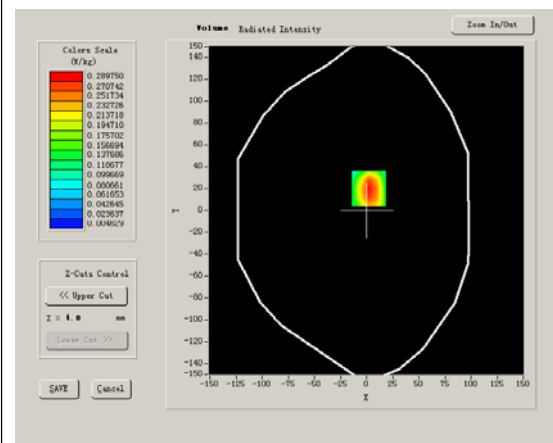 Volume Radiated Intensity
Zoom In/Out
Colors Scale
(W/kg)
0.289750
0.270742
0.251734
0.232726
0.213718
0.194710
0.175702
0.156694
0.137686
0.118677
0.099669
0.080661
0.061653
0.042645
0.023637
0.004629
150
140
120
100
80
60
40
20
Y 0
-20
-40
-60
-80
-100
-120
-140
-150
-150 -125 -100 -75 -50 -25 0 25 50 75 100 125 150
X
Z-Cuts Control
<< Upper Cut
Z = 4.0 mm
Lower Cut >>
SAVE Cancel